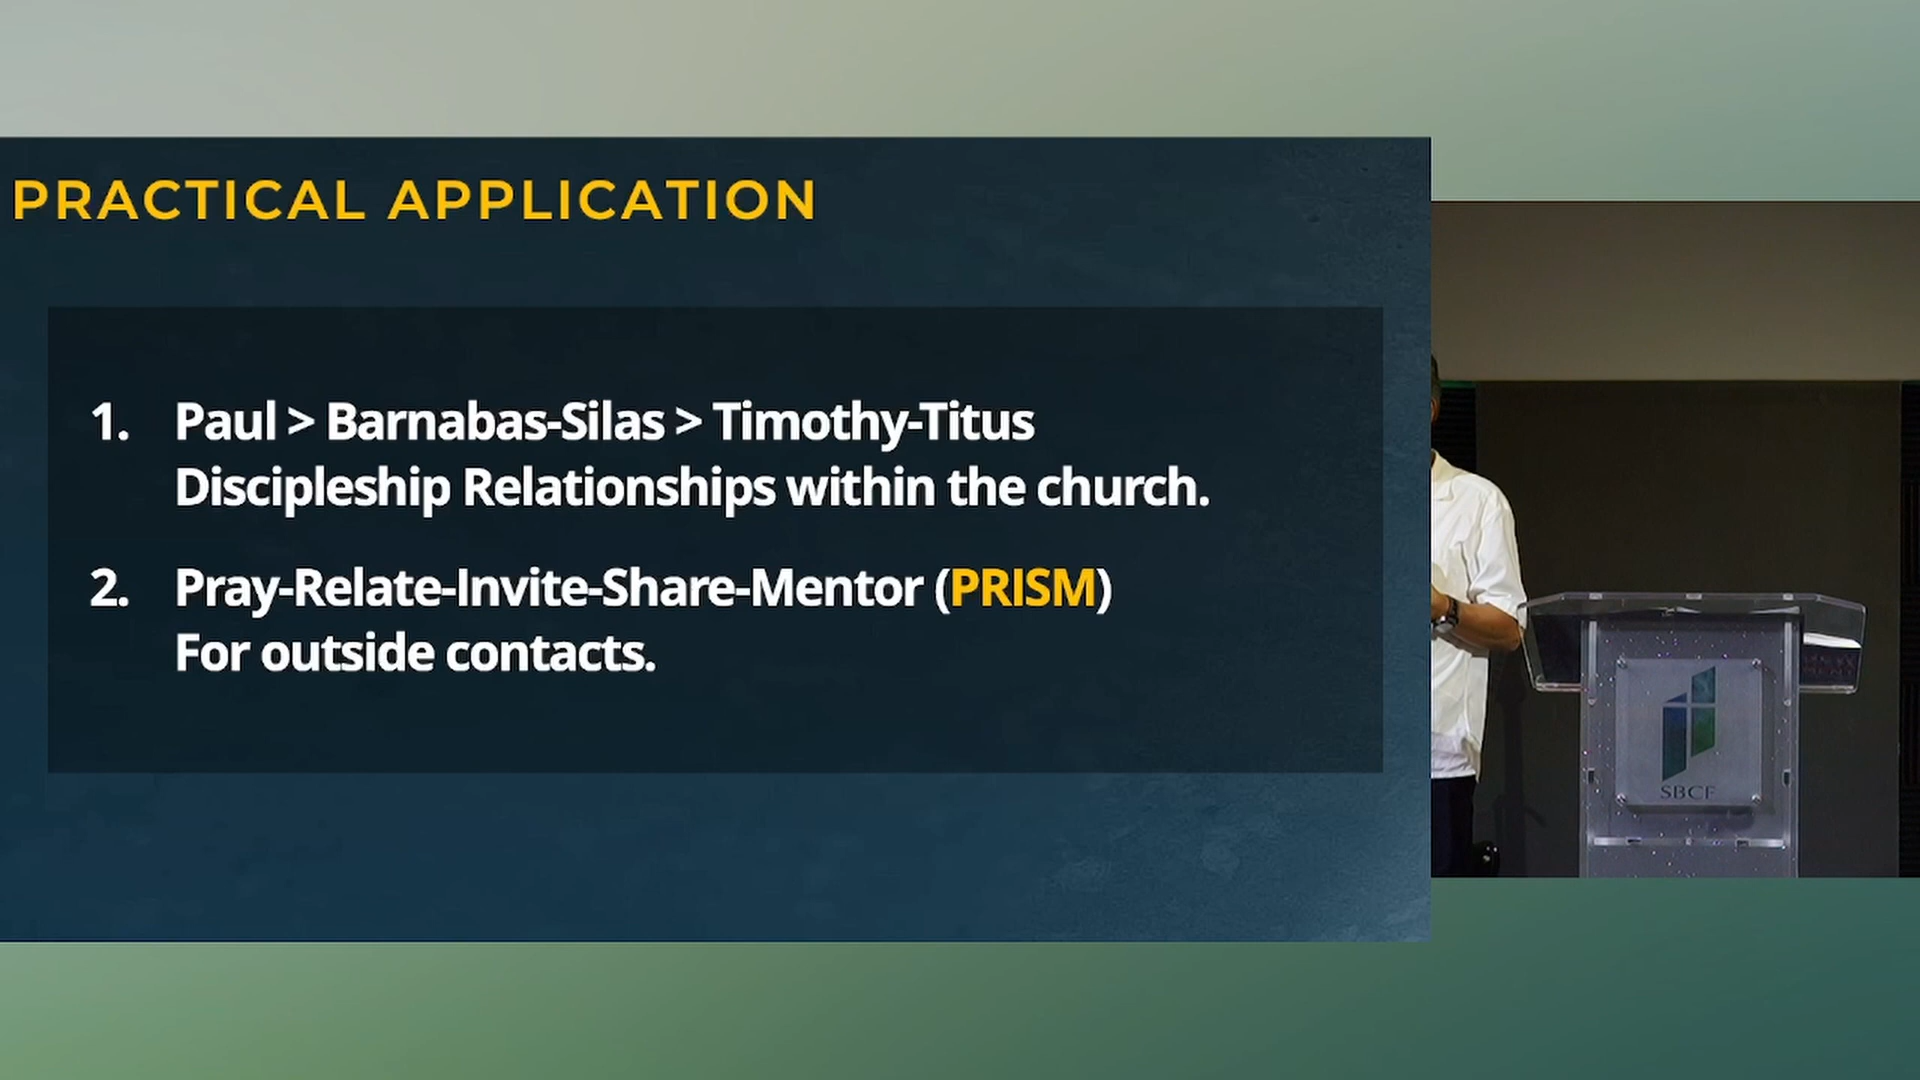 PRACTICAL APPLICATION
1. Paul > Barnabas-Silas > Timothy-Titus
Discipleship Relationships within the church.
2. Pray-Relate-Invite-Share-Mentor (PRISM)
For outside contacts.
SBCF